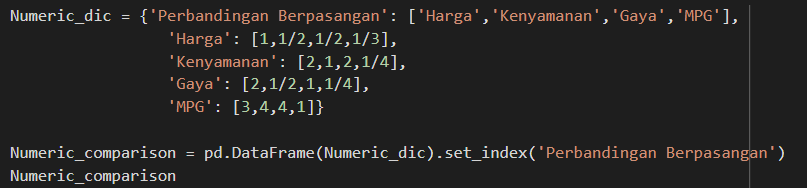 Numeric_dic = {'Perbandingan Berpasangan': ['Harga','Kenyamanan','Gaya','MPG'],
'Harga': [1,1/2,1/2,1/3],
'Kenyamanan': [2,1,2,1/4],
'Gaya': [2,1/2,1,1/4],
'MPG': [3,4,4,1]}
Numeric_comparison = pd.DataFrame(Numeric_dic).set_index('Perbandingan Berpasangan')
Numeric_comparison